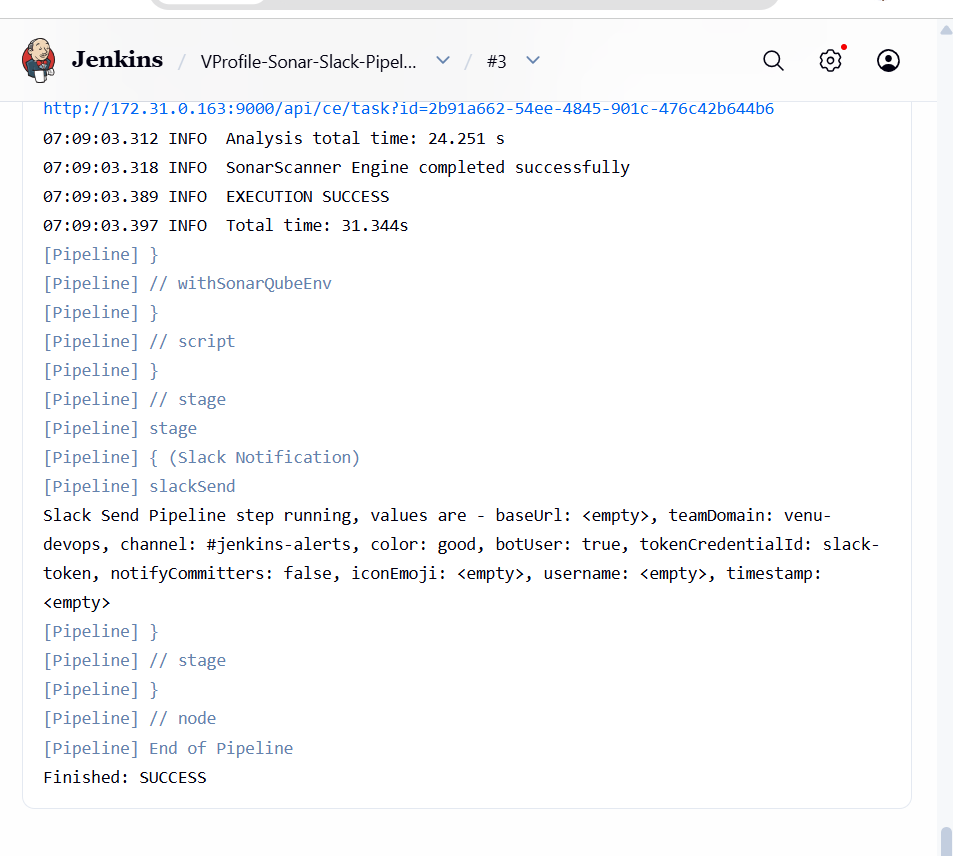 Jenkins / VProfile-Sonar-Slack-Pipel... / #3
http://172.31.0.163:9000/api/ce/task?id=2b91a662-54ee-4845-901c-476c42b644b6
07:09:03.312 INFO  Analysis total time: 24.251 s
07:09:03.318 INFO  SonarScanner Engine completed successfully
07:09:03.389 INFO  EXECUTION SUCCESS
07:09:03.397 INFO  Total time: 31.344s
[Pipeline] }
[Pipeline] // withSonarQubeEnv
[Pipeline] }
[Pipeline] // script
[Pipeline] }
[Pipeline] // stage
[Pipeline] stage
[Pipeline] { (Slack Notification)
[Pipeline] slackSend
Slack Send Pipeline step running, values are - baseUrl: <empty>, teamDomain: venu-
devops, channel: #jenkins-alerts, color: good, botUser: true, tokenCredentialId: slack-
token, notifyCommitters: false, iconEmoji: <empty>, username: <empty>, timestamp:
<empty>
[Pipeline] }
[Pipeline] // stage
[Pipeline] }
[Pipeline] // node
[Pipeline] End of Pipeline
Finished: SUCCESS